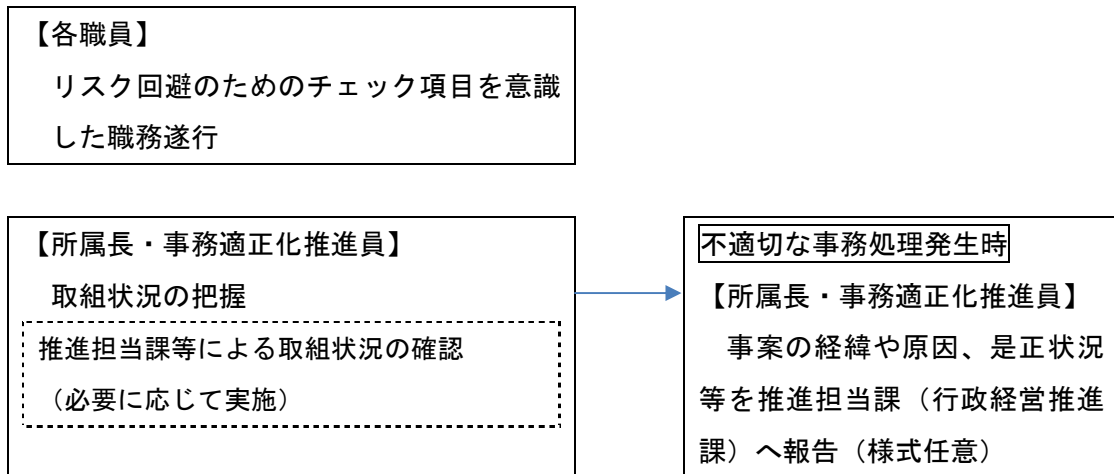 【各職員】
リスク回避のためのチェック項目を意識
した職務遂行
【所属長・事務適正化推進員】
取組状況の把握
推進担当課等による取組状況の確認
（必要に応じて実施）
不適切な事務処理発生時
【所属長・事務適正化推進員】
事案の経緯や原因、是正状況
等を推進担当課（行政経営推進
課）へ報告（様式任意）